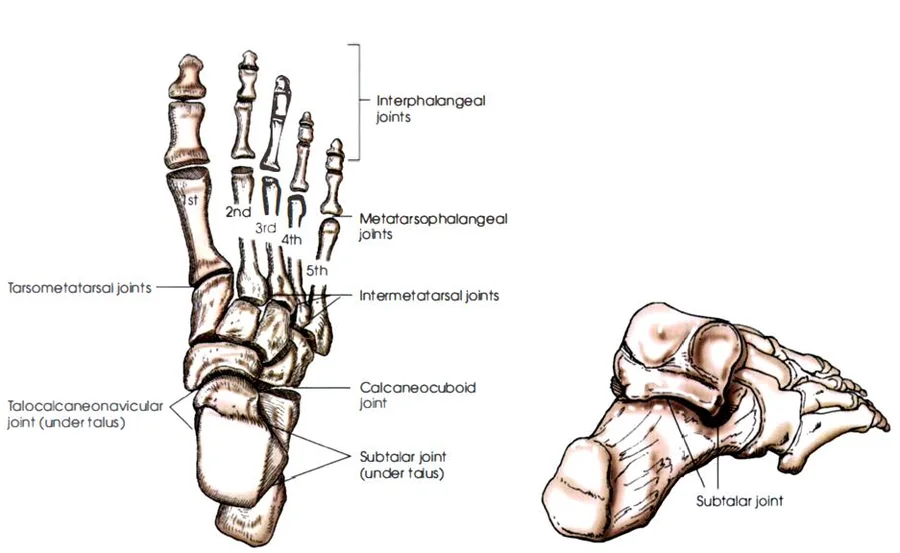 Interphalangeal
joints
1st
2nd
3rd
4th
5th
Metatarsophalangeal
joints
Tarsometatarsal joints
Intermetatarsal joints
Calcaneocuboid
joint
Talocalcaneonavicular
joint (under talus)
Subtalar joint
(under talus)
Subtalar joint